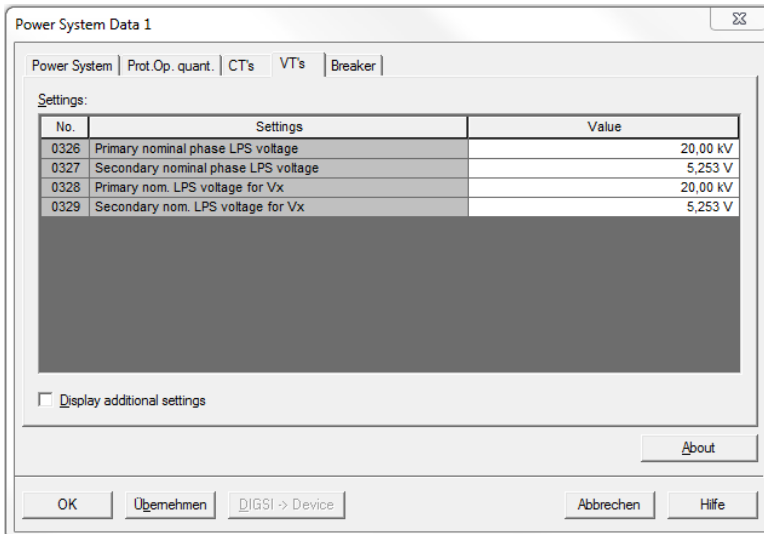 Power System Data 1
Power System Prot.Op. quant. CT's VT's Breaker
Settings:
No. Settings Value
0326 Primary nominal phase LPS voltage 20,00 kV
0327 Secondary nominal phase LPS voltage 5,253 V
0328 Primary nom. LPS voltage for Vx 20,00 kV
0329 Secondary nom. LPS voltage for Vx 5,253 V
Display additional settings
About
OK Übernehmen DIGSI -> Device Abbrechen Hilfe